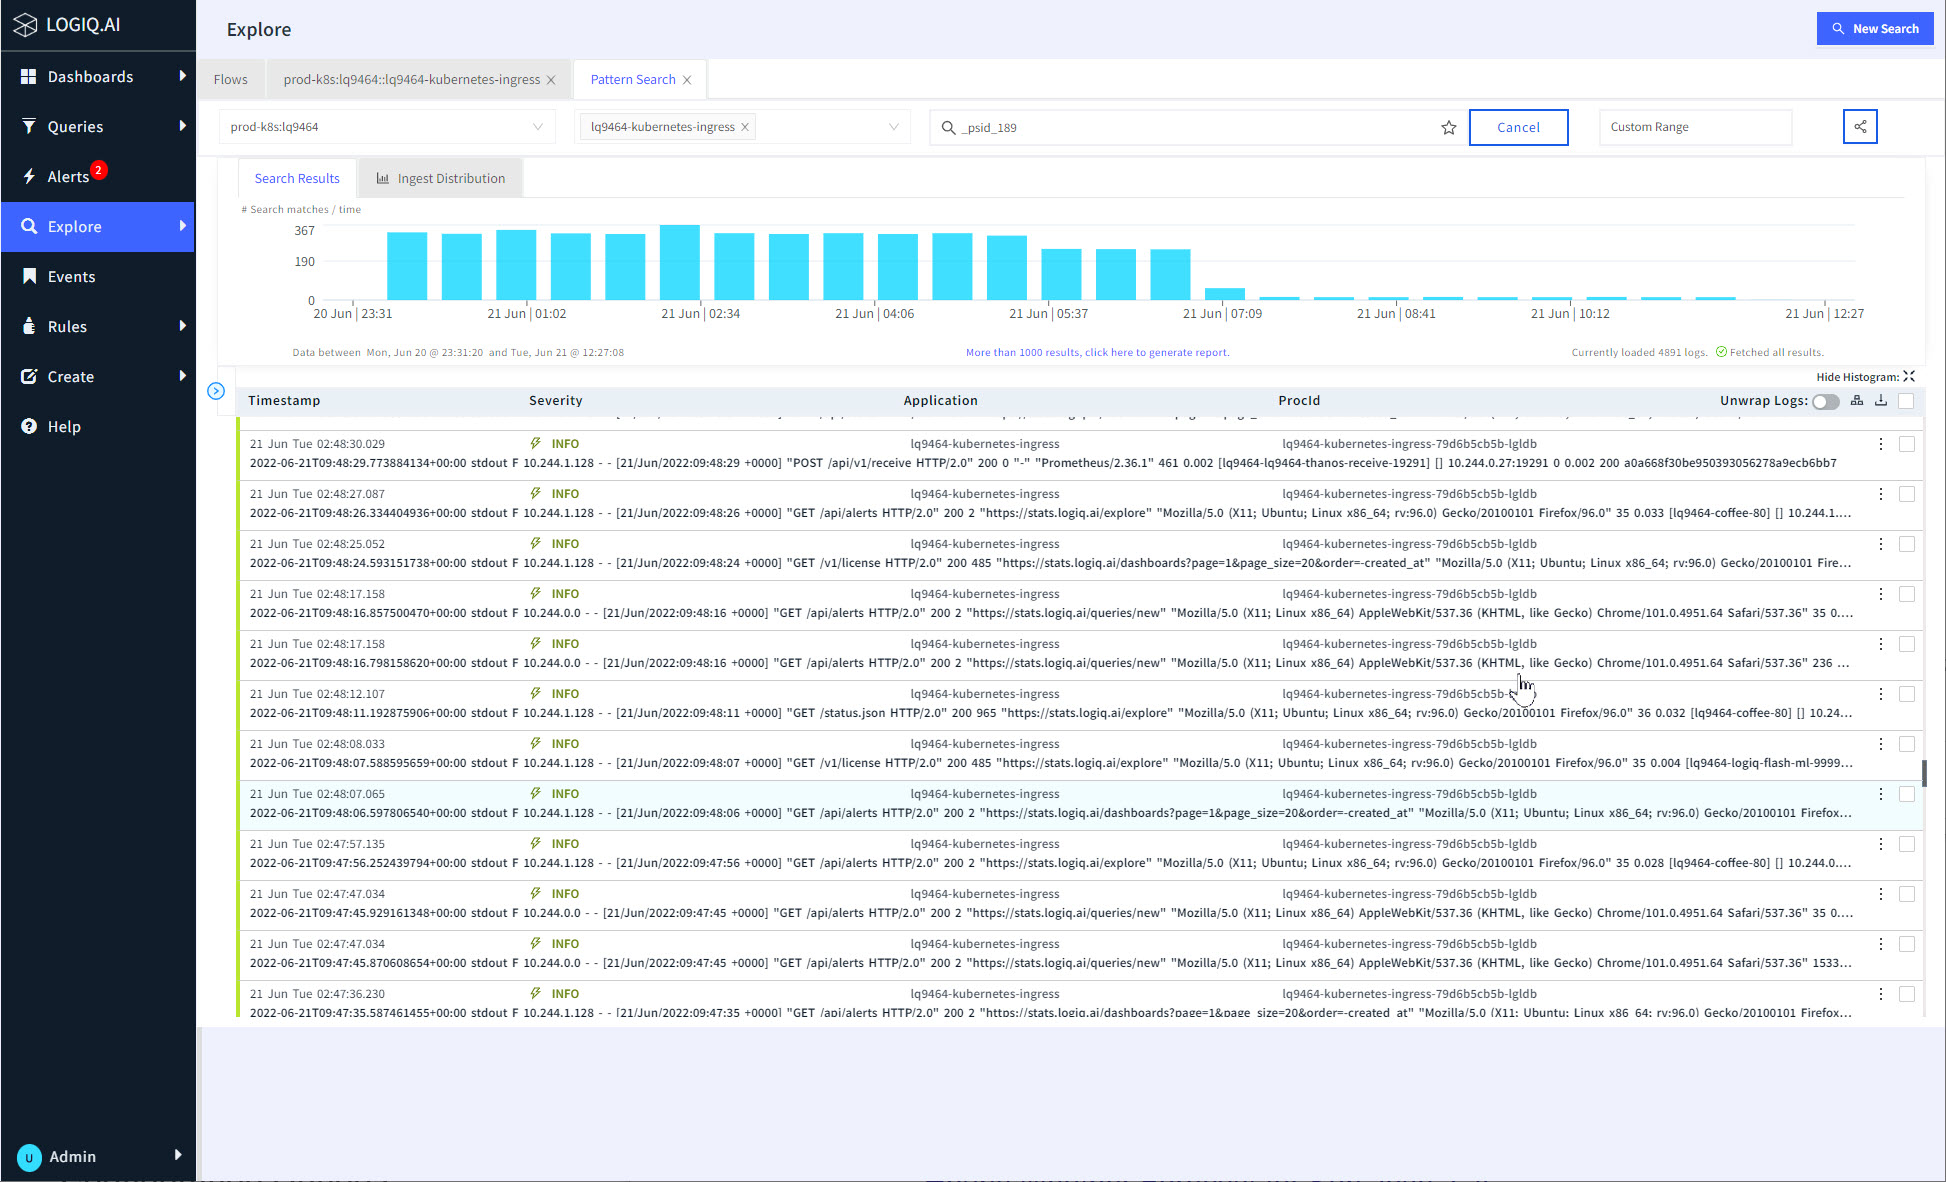 LOGIQ.AI
Explore
New Search
Dashboards
Queries
Alerts 2
Explore
Events
Rules
Create
Help
U Admin
Flows
prod-k8s:lq9464::lq9464-kubernetes-ingress
Pattern Search
prod-k8s:lq9464
lq9464-kubernetes-ingress
_psid_189
Cancel
Custom Range
Search Results
Ingest Distribution
# Search matches / time
367
190
0
20 Jun | 23:31 21 Jun | 01:02 21 Jun | 02:34 21 Jun | 04:06 21 Jun | 05:37 21 Jun | 07:09 21 Jun | 08:41 21 Jun | 10:12 21 Jun | 12:27
Data between Mon, Jun 20 @ 23:31:20 and Tue, Jun 21 @ 12:27:08
More than 1000 results, click here to generate report.
Currently loaded 4891 logs. Fetched all results.
Hide Histogram:
Timestamp Severity Application ProcId Unwrap Logs:
21 Jun Tue 02:48:30.029 INFO lq9464-kubernetes-ingress lq9464-kubernetes-ingress-79d6b5cb5b-lgldb
2022-06-21T09:48:29.773884134+00:00 stdout F 10.244.1.128 - - [21/Jun/2022:09:48:29 +0000] "POST /api/v1/receive HTTP/2.0" 200 0 "-" "Prometheus/2.36.1" 461 0.002 [lq9464-lq9464-thanos-receive-19291] [] 10.244.0.27:19291 0 0.002 200 a0a668f30be950393056278a9ecb6bb7
21 Jun Tue 02:48:27.087 INFO lq9464-kubernetes-ingress lq9464-kubernetes-ingress-79d6b5cb5b-lgldb
2022-06-21T09:48:26.334404936+00:00 stdout F 10.244.1.128 - - [21/Jun/2022:09:48:26 +0000] "GET /api/alerts HTTP/2.0" 200 2 "https://stats.logiq.ai/explore" "Mozilla/5.0 (X11; Ubuntu; Linux x86_64; rv:96.0) Gecko/20100101 Firefox/96.0" 35 0.033 [lq9464-coffee-80] [] 10.244.1....
21 Jun Tue 02:48:25.052 INFO lq9464-kubernetes-ingress lq9464-kubernetes-ingress-79d6b5cb5b-lgldb
2022-06-21T09:48:24.593151738+00:00 stdout F 10.244.1.128 - - [21/Jun/2022:09:48:24 +0000] "GET /v1/license HTTP/2.0" 200 485 "https://stats.logiq.ai/dashboards?page=1&page_size=20&order=-created_at" "Mozilla/5.0 (X11; Ubuntu; Linux x86_64; rv:96.0) Gecko/20100101 Fire...
21 Jun Tue 02:48:17.158 INFO lq9464-kubernetes-ingress lq9464-kubernetes-ingress-79d6b5cb5b-lgldb
2022-06-21T09:48:16.857500470+00:00 stdout F 10.244.0.0 - - [21/Jun/2022:09:48:16 +0000] "GET /api/alerts HTTP/2.0" 200 2 "https://stats.logiq.ai/queries/new" "Mozilla/5.0 (X11; Linux x86_64) AppleWebKit/537.36 (KHTML, like Gecko) Chrome/101.0.4951.64 Safari/537.36" 35 0....
21 Jun Tue 02:48:17.158 INFO lq9464-kubernetes-ingress lq9464-kubernetes-ingress-79d6b5cb5b-lgldb
2022-06-21T09:48:16.798158620+00:00 stdout F 10.244.0.0 - - [21/Jun/2022:09:48:16 +0000] "GET /api/alerts HTTP/2.0" 200 2 "https://stats.logiq.ai/queries/new" "Mozilla/5.0 (X11; Linux x86_64) AppleWebKit/537.36 (KHTML, like Gecko) Chrome/101.0.4951.64 Safari/537.36" 236 ...
21 Jun Tue 02:48:12.107 INFO lq9464-kubernetes-ingress lq9464-kubernetes-ingress-79d6b5cb5b-lgldb
2022-06-21T09:48:11.192875906+00:00 stdout F 10.244.1.128 - - [21/Jun/2022:09:48:11 +0000] "GET /status.json HTTP/2.0" 200 965 "https://stats.logiq.ai/explore" "Mozilla/5.0 (X11; Ubuntu; Linux x86_64; rv:96.0) Gecko/20100101 Firefox/96.0" 36 0.032 [lq9464-coffee-80] [] 10.24...
21 Jun Tue 02:48:08.033 INFO lq9464-kubernetes-ingress lq9464-kubernetes-ingress-79d6b5cb5b-lgldb
2022-06-21T09:48:07.588595659+00:00 stdout F 10.244.1.128 - - [21/Jun/2022:09:48:07 +0000] "GET /v1/license HTTP/2.0" 200 485 "https://stats.logiq.ai/explore" "Mozilla/5.0 (X11; Ubuntu; Linux x86_64; rv:96.0) Gecko/20100101 Firefox/96.0" 35 0.004 [lq9464-logiq-flash-ml-9999...
21 Jun Tue 02:48:07.065 INFO lq9464-kubernetes-ingress lq9464-kubernetes-ingress-79d6b5cb5b-lgldb
2022-06-21T09:48:06.597806540+00:00 stdout F 10.244.1.128 - - [21/Jun/2022:09:48:06 +0000] "GET /api/alerts HTTP/2.0" 200 2 "https://stats.logiq.ai/dashboards?page=1&page_size=20&order=-created_at" "Mozilla/5.0 (X11; Ubuntu; Linux x86_64; rv:96.0) Gecko/20100101 Firefox...
21 Jun Tue 02:47:57.135 INFO lq9464-kubernetes-ingress lq9464-kubernetes-ingress-79d6b5cb5b-lgldb
2022-06-21T09:47:56.252439794+00:00 stdout F 10.244.1.128 - - [21/Jun/2022:09:47:56 +0000] "GET /api/alerts HTTP/2.0" 200 2 "https://stats.logiq.ai/explore" "Mozilla/5.0 (X11; Ubuntu; Linux x86_64; rv:96.0) Gecko/20100101 Firefox/96.0" 35 0.028 [lq9464-coffee-80] [] 10.244.0....
21 Jun Tue 02:47:47.034 INFO lq9464-kubernetes-ingress lq9464-kubernetes-ingress-79d6b5cb5b-lgldb
2022-06-21T09:47:45.929161348+00:00 stdout F 10.244.0.0 - - [21/Jun/2022:09:47:45 +0000] "GET /api/alerts HTTP/2.0" 200 2 "https://stats.logiq.ai/queries/new" "Mozilla/5.0 (X11; Linux x86_64) AppleWebKit/537.36 (KHTML, like Gecko) Chrome/101.0.4951.64 Safari/537.36" 35 0....
21 Jun Tue 02:47:47.034 INFO lq9464-kubernetes-ingress lq9464-kubernetes-ingress-79d6b5cb5b-lgldb
2022-06-21T09:47:45.870608654+00:00 stdout F 10.244.0.0 - - [21/Jun/2022:09:47:45 +0000] "GET /api/alerts HTTP/2.0" 200 2 "https://stats.logiq.ai/queries/new" "Mozilla/5.0 (X11; Linux x86_64) AppleWebKit/537.36 (KHTML, like Gecko) Chrome/101.0.4951.64 Safari/537.36" 1533...
21 Jun Tue 02:47:36.230 INFO lq9464-kubernetes-ingress lq9464-kubernetes-ingress-79d6b5cb5b-lgldb
2022-06-21T09:47:35.587461455+00:00 stdout F 10.244.1.128 - - [21/Jun/2022:09:47:35 +0000] "GET /api/alerts HTTP/2.0" 200 2 "https://stats.logiq.ai/dashboards?page=1&page_size=20&order=-created_at" "Mozilla/5.0 (X11; Ubuntu; Linux x86_64; rv:96.0) Gecko/20100101 Firefox...